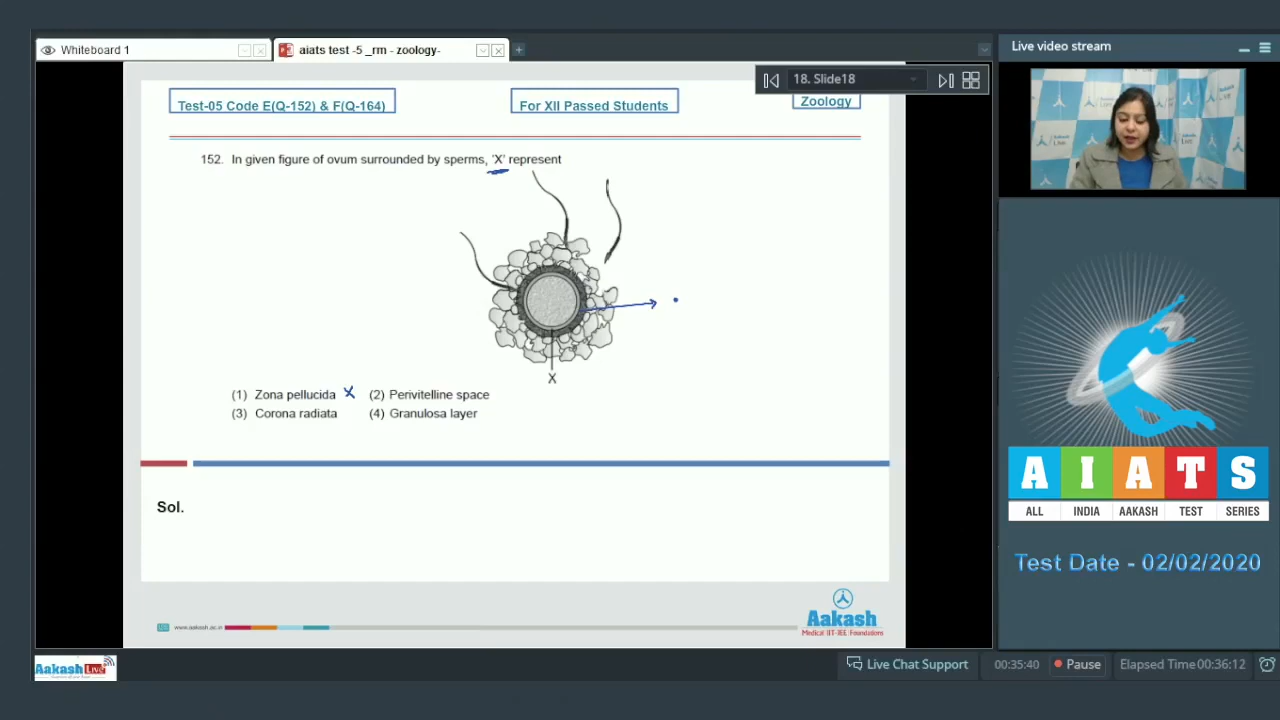 Whiteboard 1
aiats test -5 _rm - zoology-
Live video stream
18. Slide18
Test-05 Code E(Q-152) & F(Q-164)
For XII Passed Students
Zoology
152. In given figure of ovum surrounded by sperms, 'X' represent
X
(1) Zona pellucida x (2) Perivitelline space
(3) Corona radiata (4) Granulosa layer
Sol.
www.aakash.ac.in
Aakash
Medical|IIT-JEE|Foundations
Aakash Live
A I A T S
ALL INDIA AAKASH TEST SERIES
Test Date - 02/02/2020
Live Chat Support
00:35:40
Pause
Elapsed Time 00:36:12